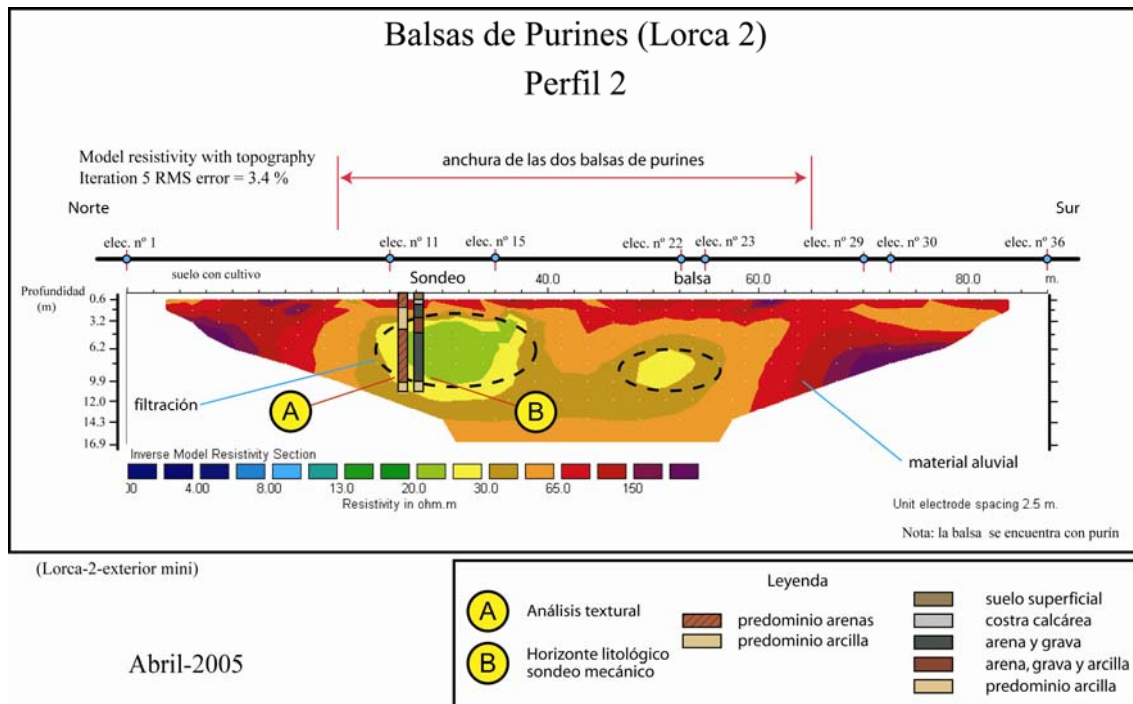 Balsas de Purines (Lorca 2)
Perfil 2
Model resistivity with topography
Iteration 5 RMS error = 3.4 %
anchura de las dos balsas de purines
Norte
Sur
elec. nº 1
elec. nº 11
elec. nº 15
elec. nº 22
elec. nº 23
elec. nº 29
elec. nº 30
elec. nº 36
suelo con cultivo
Sondeo
40.0
balsa
60.0
80.0
m.
Profundidad
(m)
0.6
3.2
6.2
9.9
12.0
14.3
16.9
filtración
A
B
material aluvial
Inverse Model Resistivity Section
00 4.00 8.00 13.0 20.0 30.0 65.0 150
Resistivity in ohm.m
Unit electrode spacing 2.5 m.
Nota: la balsa se encuentra con purín
(Lorca-2-exterior mini)
Abril-2005
Leyenda
A Análisis textural
B Horizonte litológico
sondeo mecánico
predominio arenas
predominio arcilla
suelo superficial
costra calcárea
arena y grava
arena, grava y arcilla
predominio arcilla